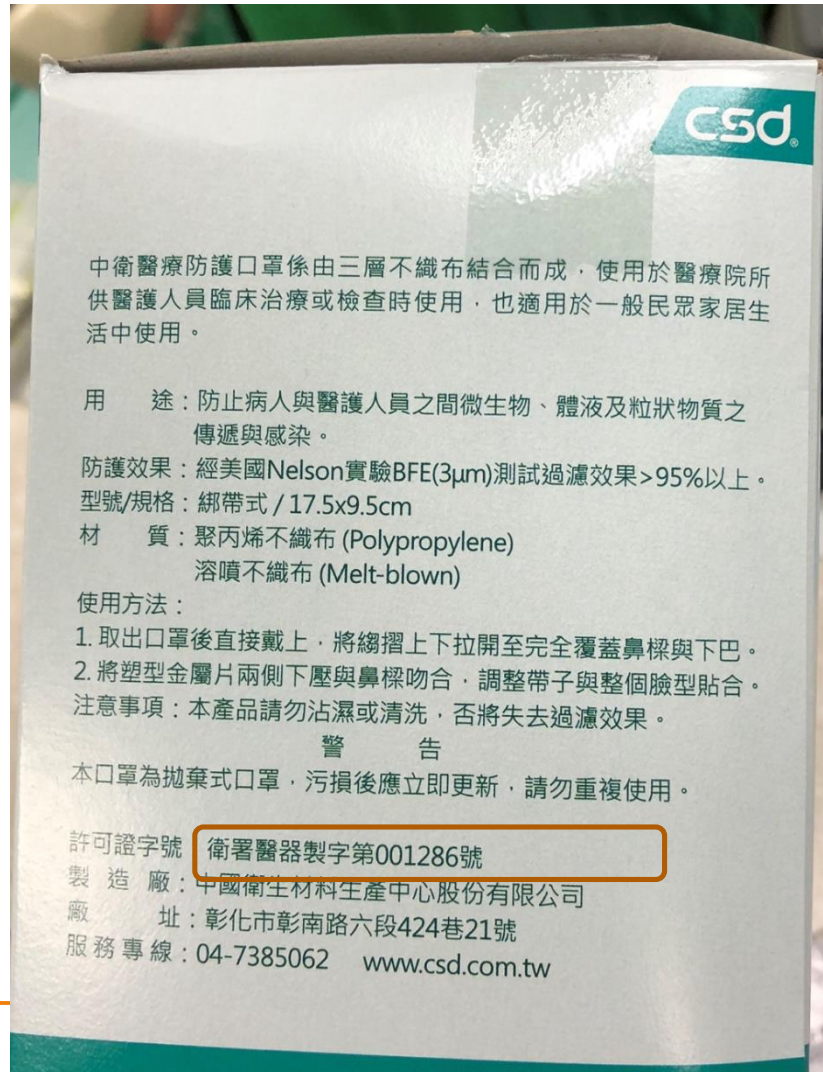 csd®
中衛醫療防護口罩係由三層不織布結合而成，使用於醫療院所
供醫護人員臨床治療或檢查時使用，也適用於一般民眾家居生
活中使用。
用 途：防止病人與醫護人員之間微生物、體液及粒狀物質之
傳遞與感染。
防護效果：經美國Nelson實驗BFE(3μm)測試過濾效果>95%以上。
型號/規格：綁帶式 / 17.5x9.5cm
材 質：聚丙烯不織布 (Polypropylene)
溶噴不織布 (Melt-blown)
使用方法：
1. 取出口罩後直接戴上，將縐摺上下拉開至完全覆蓋鼻樑與下巴。
2. 將塑型金屬片兩側下壓與鼻樑吻合，調整帶子與整個臉型貼合。
注意事項：本產品請勿沾濕或清洗，否將失去過濾效果。
警 告
本口罩為拋棄式口罩，污損後應立即更新，請勿重複使用。
許可證字號 衛署醫器製字第001286號
製 造 廠：中國衛生材料生產中心股份有限公司
廠 址：彰化市彰南路六段424巷21號
服務專線：04-7385062 www.csd.com.tw